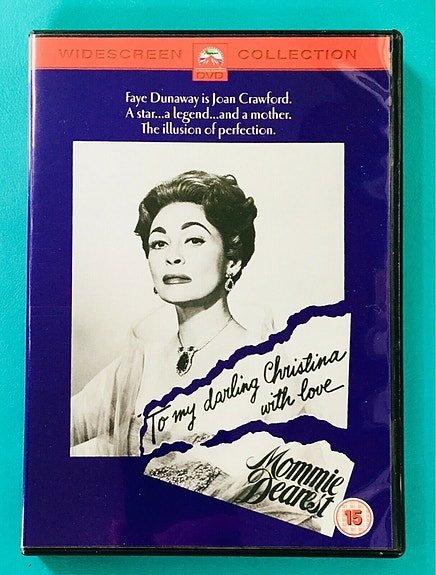 WIDESCREEN COLLECTION
DVD
Faye Dunaway is Joan Crawford.
A star...a legend...and a mother.
The illusion of perfection.
To my darling Christina
with love
Mommie
Dearest
15